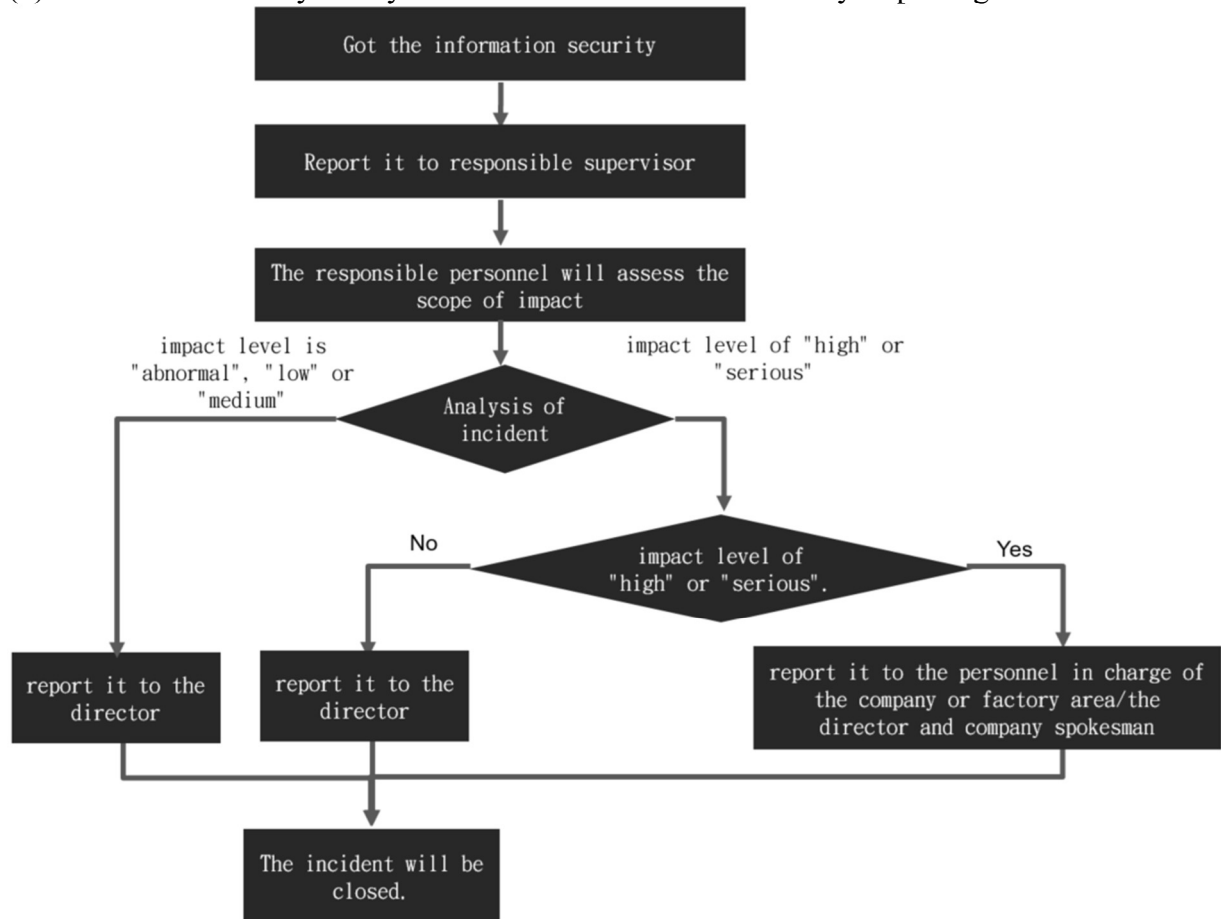 Got the information security
Report it to responsible supervisor
The responsible personnel will assess the
scope of impact
impact level is
"abnormal", "low" or
"medium"
impact level of "high" or
"serious"
Analysis of
incident
No
impact level of
"high" or "serious".
Yes
report it to the
director
report it to the
director
report it to the personnel in charge of
the company or factory area/the
director and company spokesman
The incident will be
closed.